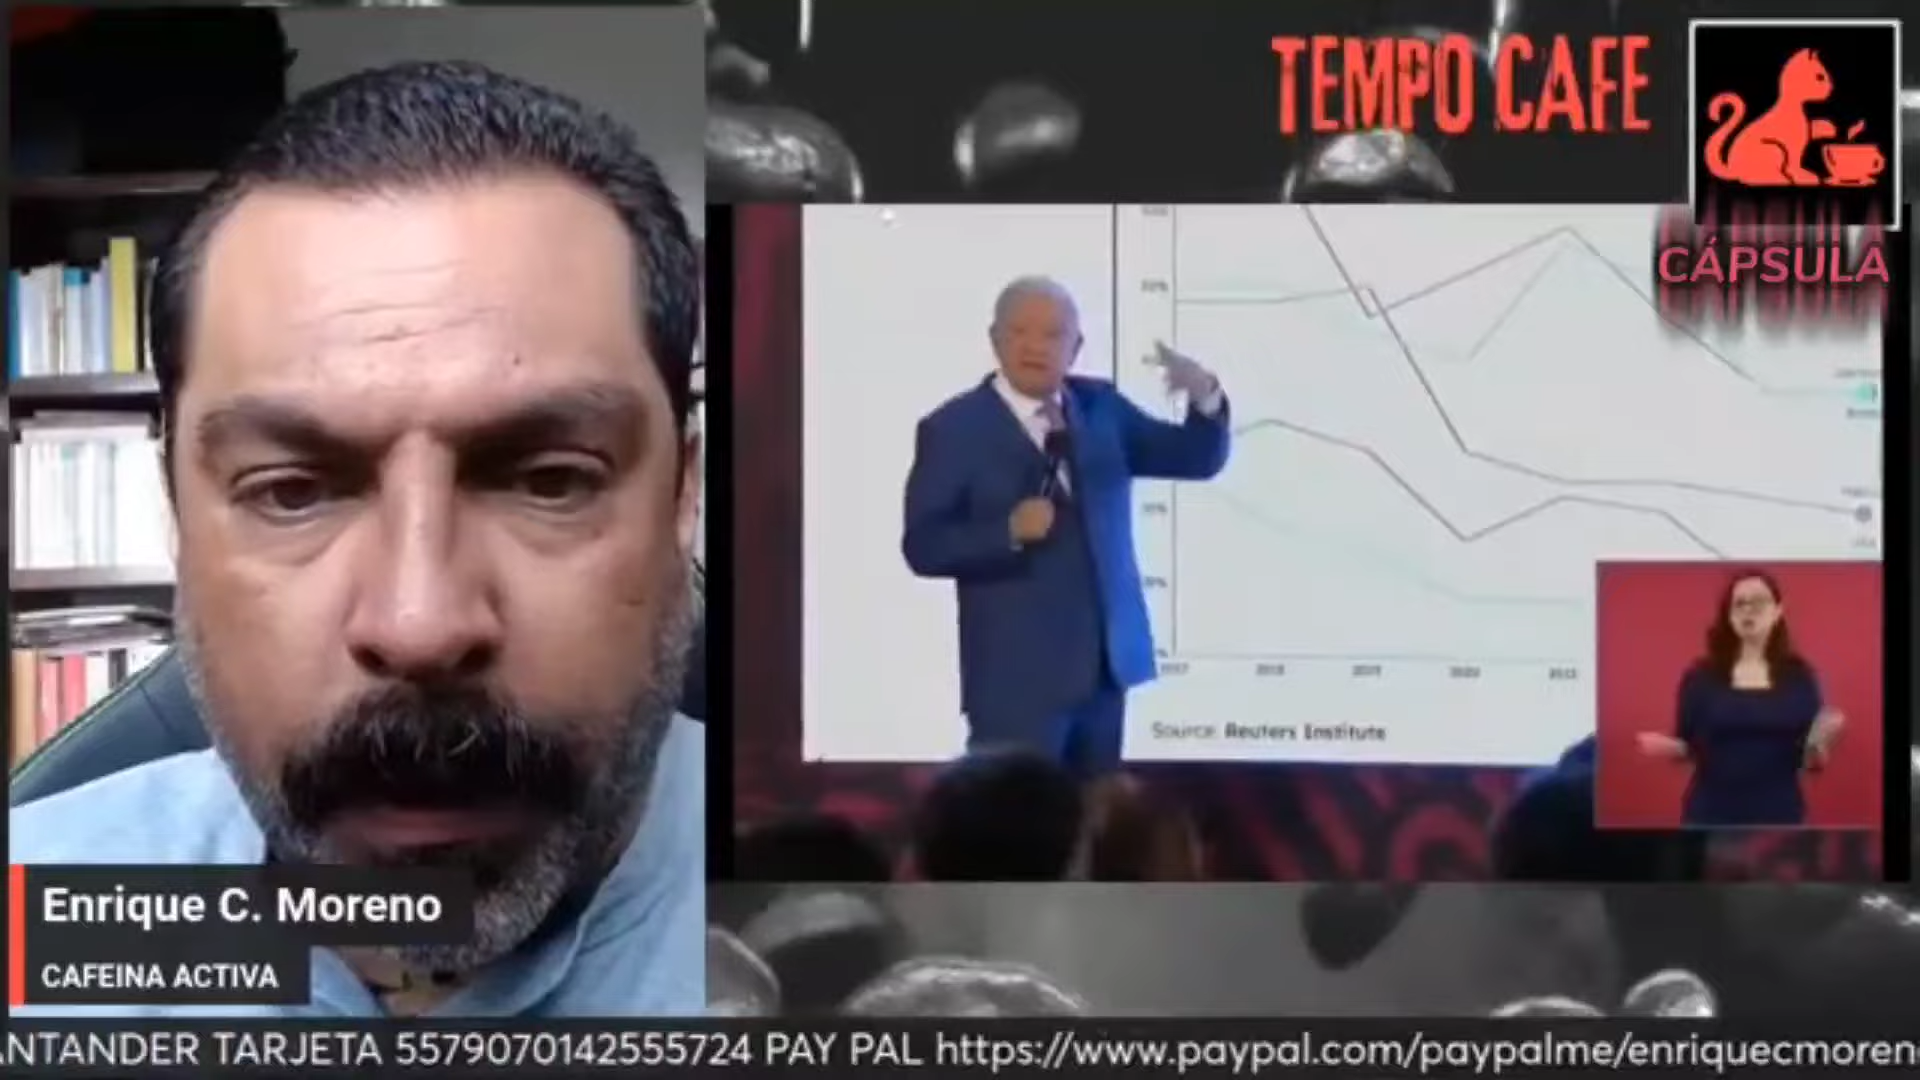 TEMPO CAFE
CÁPSULA
Source: Reuters Institute
Enrique C. Moreno
CAFEINA ACTIVA
ANTANDER TARJETA 5579070142555724 PAY PAL https://www.paypal.com/paypalme/enriquecmoren